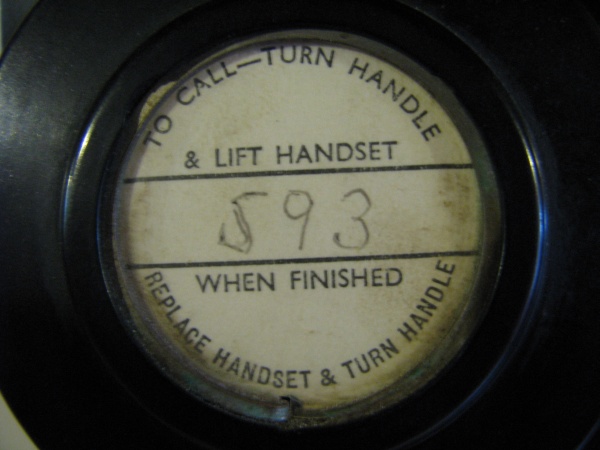 TO CALL—TURN HANDLE
& LIFT HANDSET
593
WHEN FINISHED
REPLACE HANDSET & TURN HANDLE